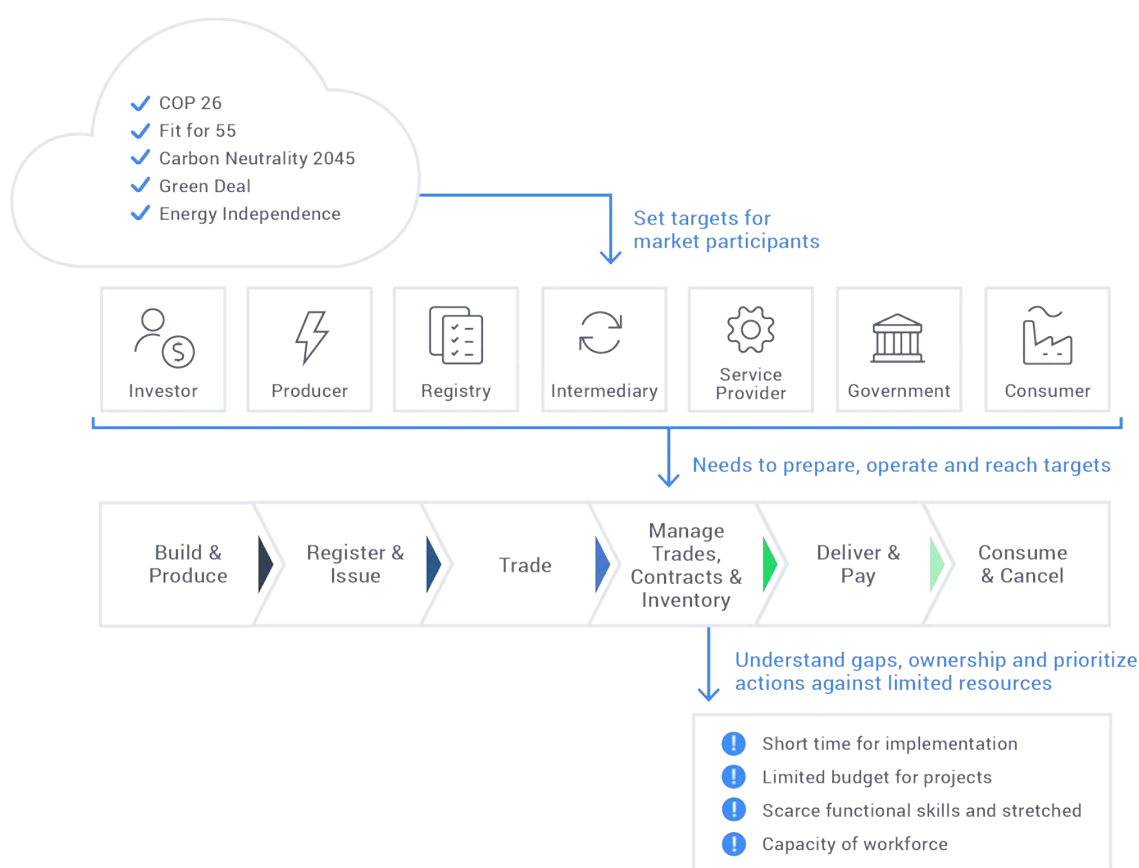 COP 26
Fit for 55
Carbon Neutrality 2045
Green Deal
Energy Independence
Set targets for
market participants
Investor
Producer
Registry
Intermediary
Service
Provider
Government
Consumer
Needs to prepare, operate and reach targets
Build &
Produce
Register &
Issue
Trade
Manage
Trades,
Contracts &
Inventory
Deliver &
Pay
Consume
& Cancel
Understand gaps, ownership and prioritize
actions against limited resources
Short time for implementation
Limited budget for projects
Scarce functional skills and stretched
Capacity of workforce